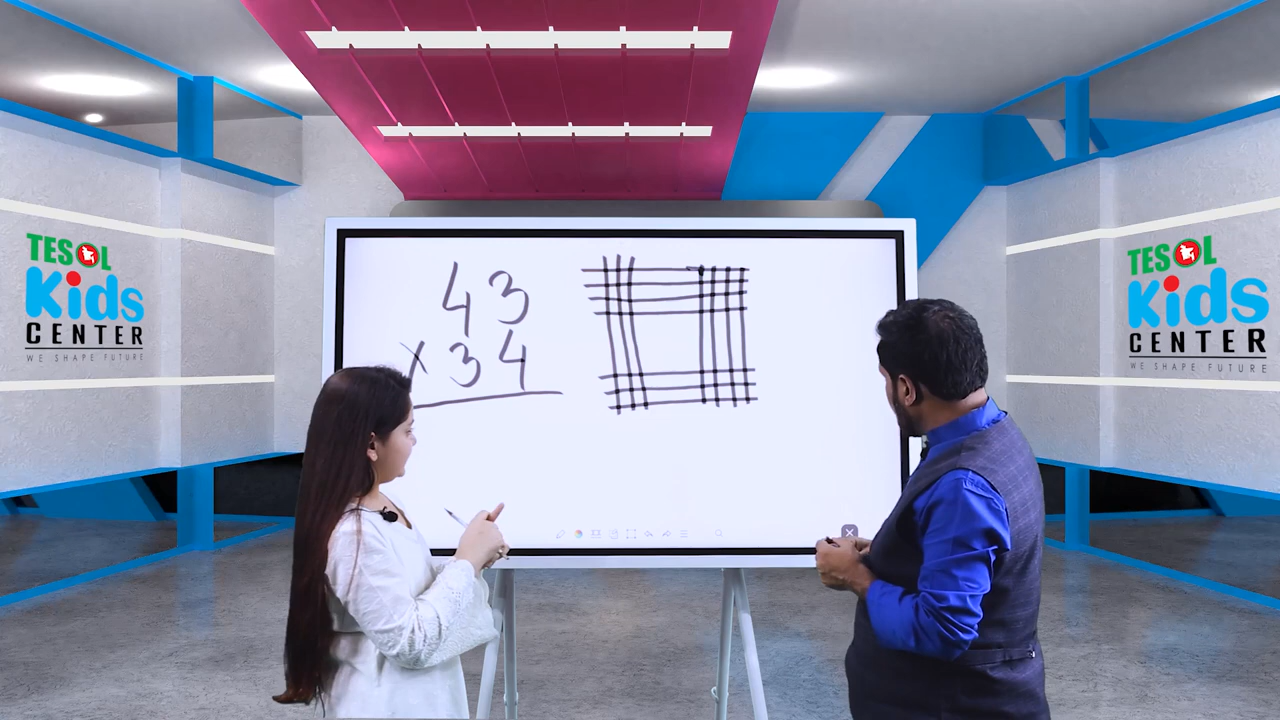 TESOL
Kids
CENTER
WE SHAPE FUTURE
43
x 34
TESOL
Kids
CENTER
WE SHAPE FUTURE